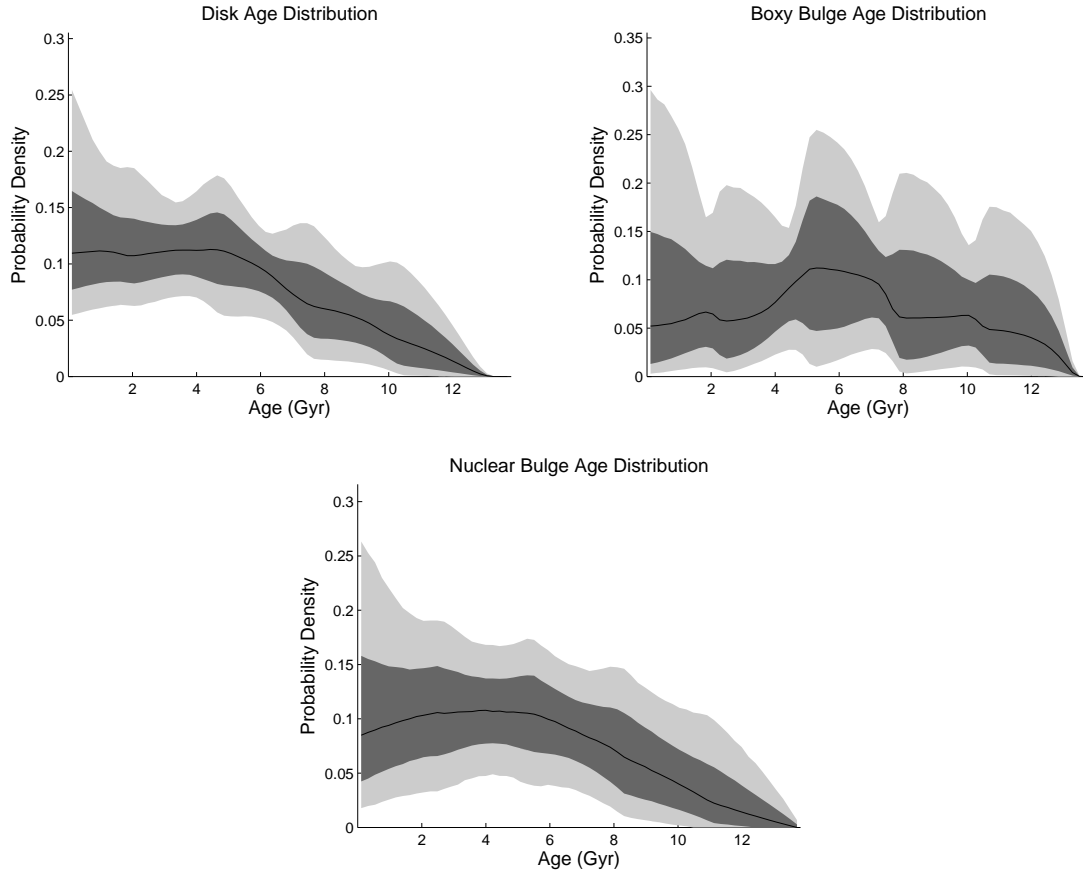 Disk Age Distribution
0.3
0.25
0.2
0.15
0.1
0.05
0
Probability Density
2 4 6 8 10 12
Age (Gyr)
Boxy Bulge Age Distribution
0.35
0.3
0.25
0.2
0.15
0.1
0.05
0
Probability Density
2 4 6 8 10 12
Age (Gyr)
Nuclear Bulge Age Distribution
0.3
0.25
0.2
0.15
0.1
0.05
0
Probability Density
2 4 6 8 10 12
Age (Gyr)